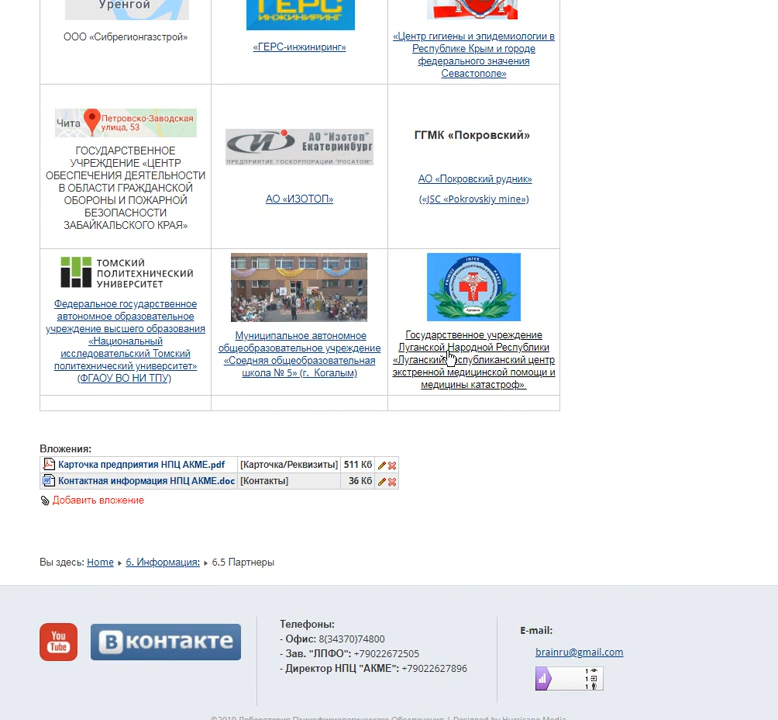 Уренгой
ООО «Сибрегионгазстрой»
ГЕРС
ИНЖИНИРИНГ
«ГЕРС-инжиниринг»
«Центр гигиены и эпидемиологии в
Республике Крым и городе
федерального значения
Севастополе»
Чита
Петровско-Заводская
улица, 53
ГОСУДАРСТВЕННОЕ
УЧРЕЖДЕНИЕ «ЦЕНТР
ОБЕСПЕЧЕНИЯ ДЕЯТЕЛЬНОСТИ
В ОБЛАСТИ ГРАЖДАНСКОЙ
ОБОРОНЫ И ПОЖАРНОЙ
БЕЗОПАСНОСТИ
ЗАБАЙКАЛЬСКОГО КРАЯ»
АО "Изотоп"
Екатеринбург
ПРЕДПРИЯТИЕ ГОСКОРПОРАЦИИ "РОСАТОМ"
АО «ИЗОТОП»
ГГМК «Покровский»
АО «Покровский рудник»
(«JSC «Pokrovskiy mine»)
ТОМСКИЙ
ПОЛИТЕХНИЧЕСКИЙ
УНИВЕРСИТЕТ
Федеральное государственное
автономное образовательное
учреждение высшего образования
«Национальный
исследовательский Томский
политехнический университет»
(ФГАОУ ВО НИ ТПУ)
Муниципальное автономное
общеобразовательное учреждение
«Средняя общеобразовательная
школа № 5» (г. Когалым)
Государственное учреждение
Луганской Народной Республики
«Луганский республиканский центр
экстренной медицинской помощи и
медицины катастроф».
Вложения:
Карточка предприятия НПЦ АКМЕ.pdf [Карточка/Реквизиты] 511 Кб
Контактная информация НПЦ АКМЕ.doc [Контакты] 36 Кб
Добавить вложение
Вы здесь: Home 6. Информация: 6.5 Партнеры
You
Tube
В контакте
Телефоны:
- Офис: 8(34370)74800
- Зав. "ЛПФО": +79022672505
- Директор НПЦ "АКМЕ": +79022627896
E-mail:
brainru@gmail.com
1
1
1